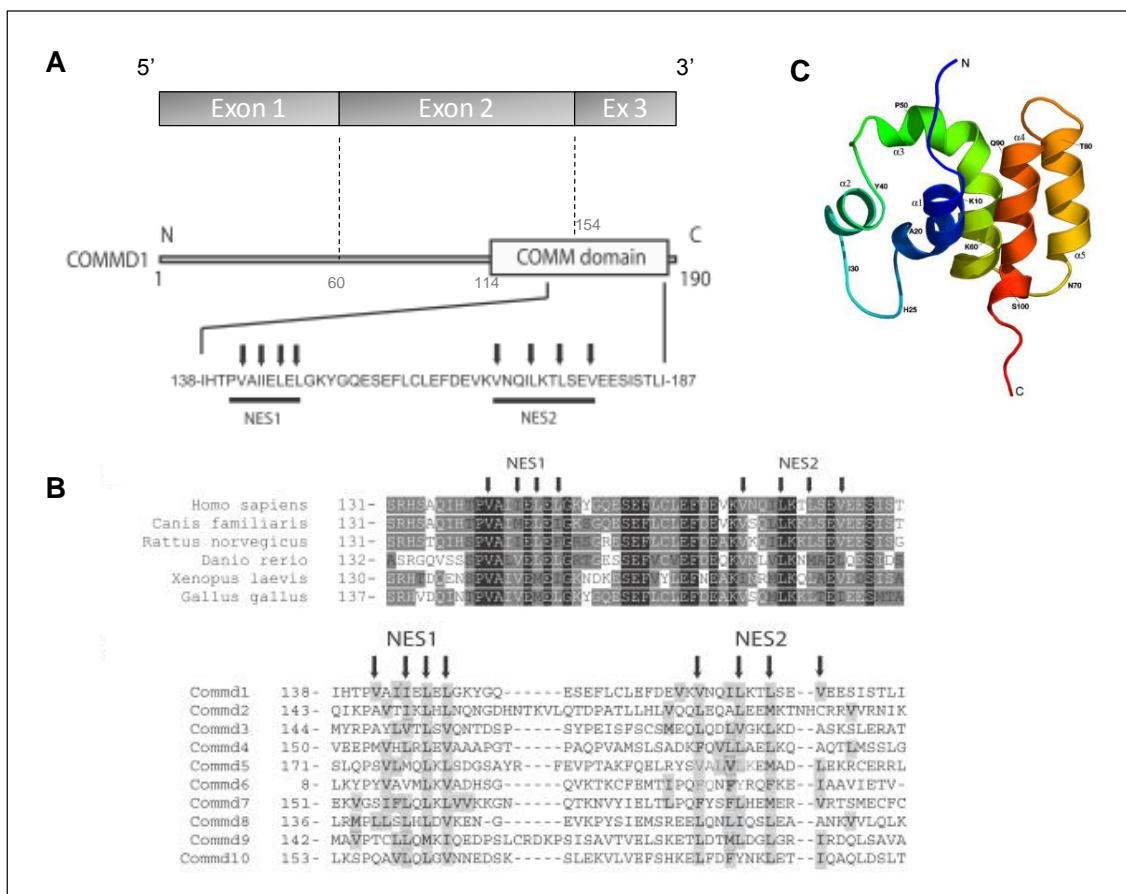 A
5’
3’
Exon 1
Exon 2
Ex 3
N
C
154
COMMD1
COMM domain
1
60
114
190
138-IHTPVAIIELELGKYGQESEFLCLEFDEVKVNQILKTLSEVEESISTLI-187
NES1
NES2
C
N
P50
α3
Q90
α4
T80
α2
Y40
α1
K10
A20
K60
α5
I30
H25
N70
S100
C
B
NES1
NES2
Homo sapiens 131- SRHSAQIHTPVAIIELELGKYGQESEFLCLEFDEVKVNQILKTLSEVEESIST
Canis familiaris 131-
Rattus norvegicus 131-
Danio rerio 132-
Xenopus laevis 130-
Gallus gallus 137-
NES1
NES2
Commd1 138- IHTPVAIIELELGKYGQ------ESEFLCLEFDEVKVNQILKTLSE--VEESISTLI
Commd2 143- QIKPAVTIKLHLNQNGDHNTKVLQTDPATLLHLVQQLEQALEEMKTNHCRRVVRNIK
Commd3 144- MYRPAYLVTLSVQNTDSP-----SYPEISFSCSMEQLQDLVGKLKD--ASKSLERAT
Commd4 150- VEEPMVHLRLEVAAAPGT-----PAQPVAMSLSADKFQVLLAELKQ--AQTLMSSLG
Commd5 171- SLQPSVLMQLKLSDGSAYR----FEVPTAKFQELRYSVALVLKEMAD--LEKRCERRL
Commd6 8- LKYPYVAVMLKVADHSG------QVKTKCFEMTIPQFQNFYRQFKE--IAAVIETV-
Commd7 151- EKVGSIFLQLKLVVKKGN-----QTKNVYIELTLPQFYSFLHEMER--VRTSMECFC
Commd8 136- LRMPLLSLHLDVKEN-G------EVKPYSIEMSREELQNLIQSLEA--ANKVVLQLK
Commd9 142- MAVPTCLLQMKIQEDPSLCRDKPSISAVTVELSKETLDTMLDGLGR--IRDQLSAVA
Commd10 153- LKSPQAVLQLGVNNEDSK-----SLEKVLVEFSHKELFDFYNKLET--IQAQLDSLT